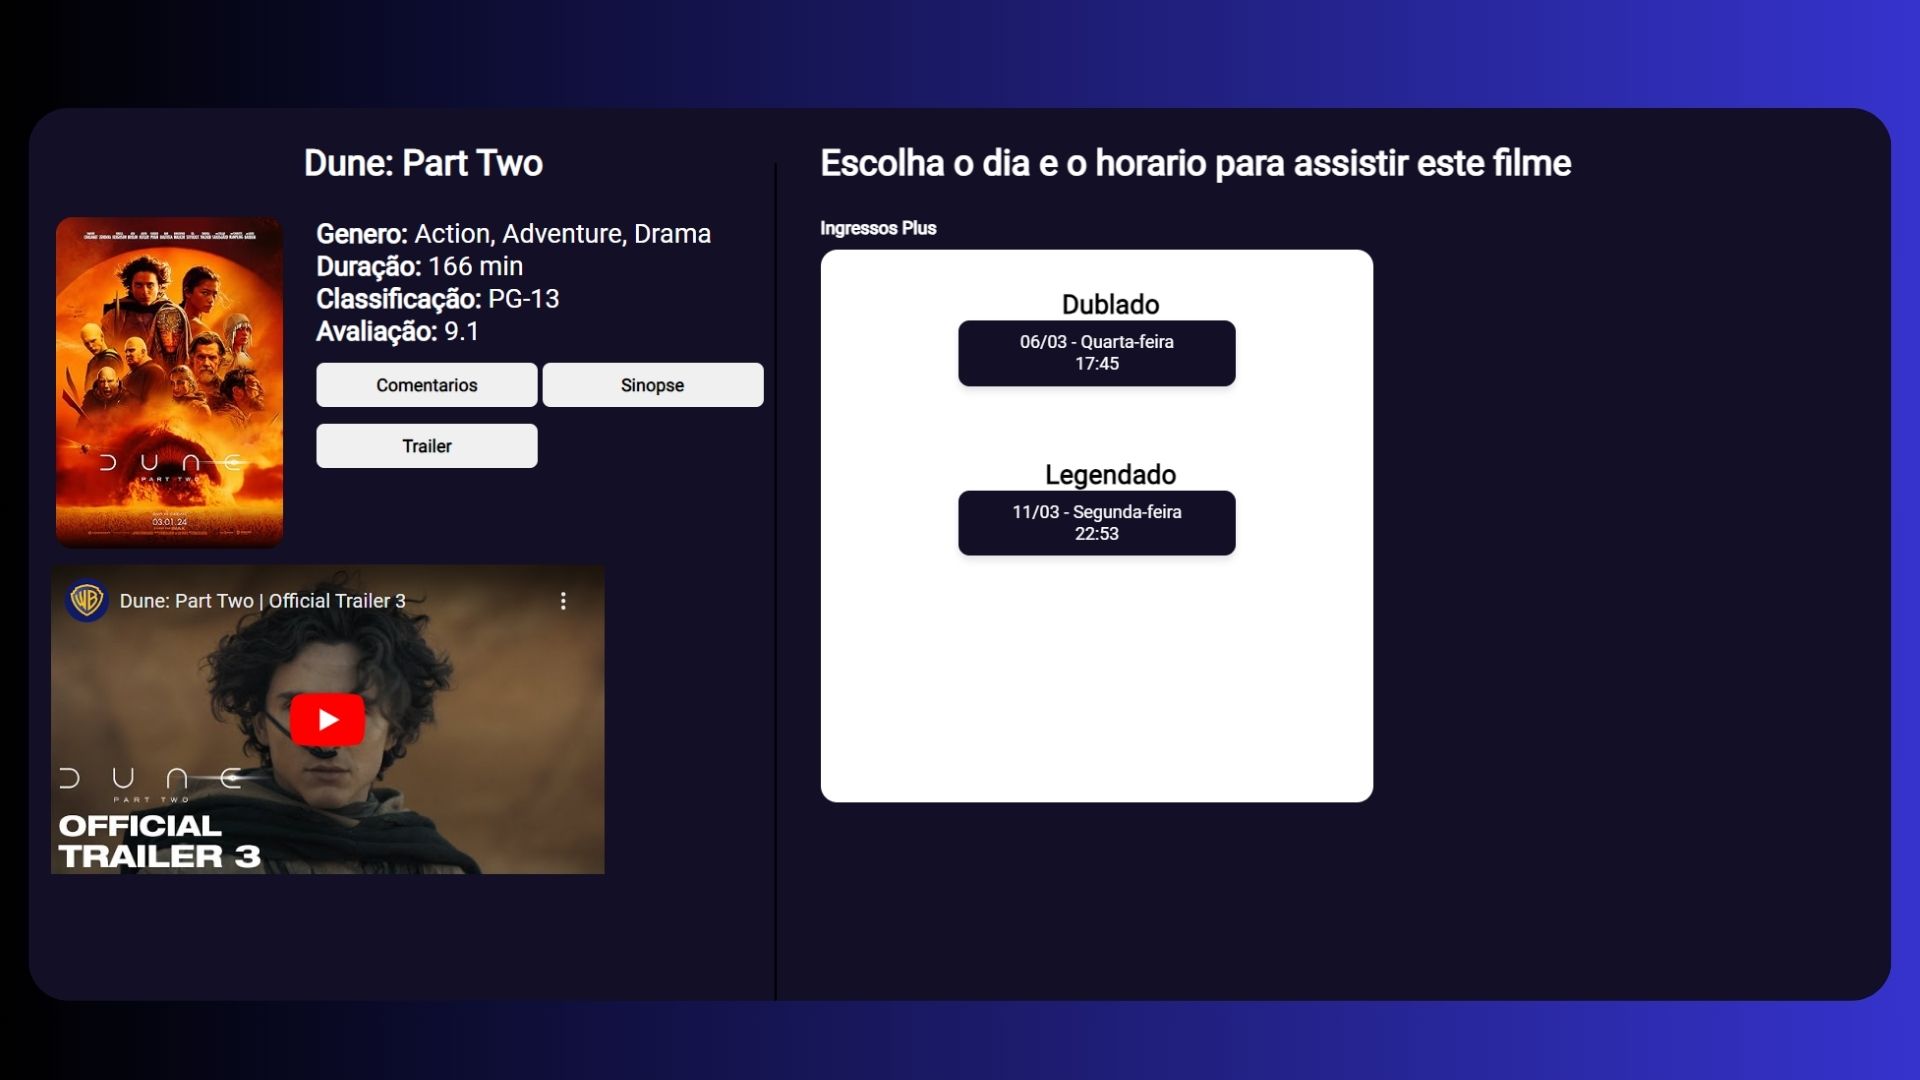 Dune: Part Two
Genero: Action, Adventure, Drama
Duração: 166 min
Classificação: PG-13
Avaliação: 9.1
Comentarios
Sinopse
Trailer
DUNE
PART TWO
03.01.24
Dune: Part Two | Official Trailer 3
DUNE
PART TWO
OFFICIAL
TRAILER 3
Escolha o dia e o horario para assistir este filme
Ingressos Plus
Dublado
06/03 - Quarta-feira
17:45
Legendado
11/03 - Segunda-feira
22:53